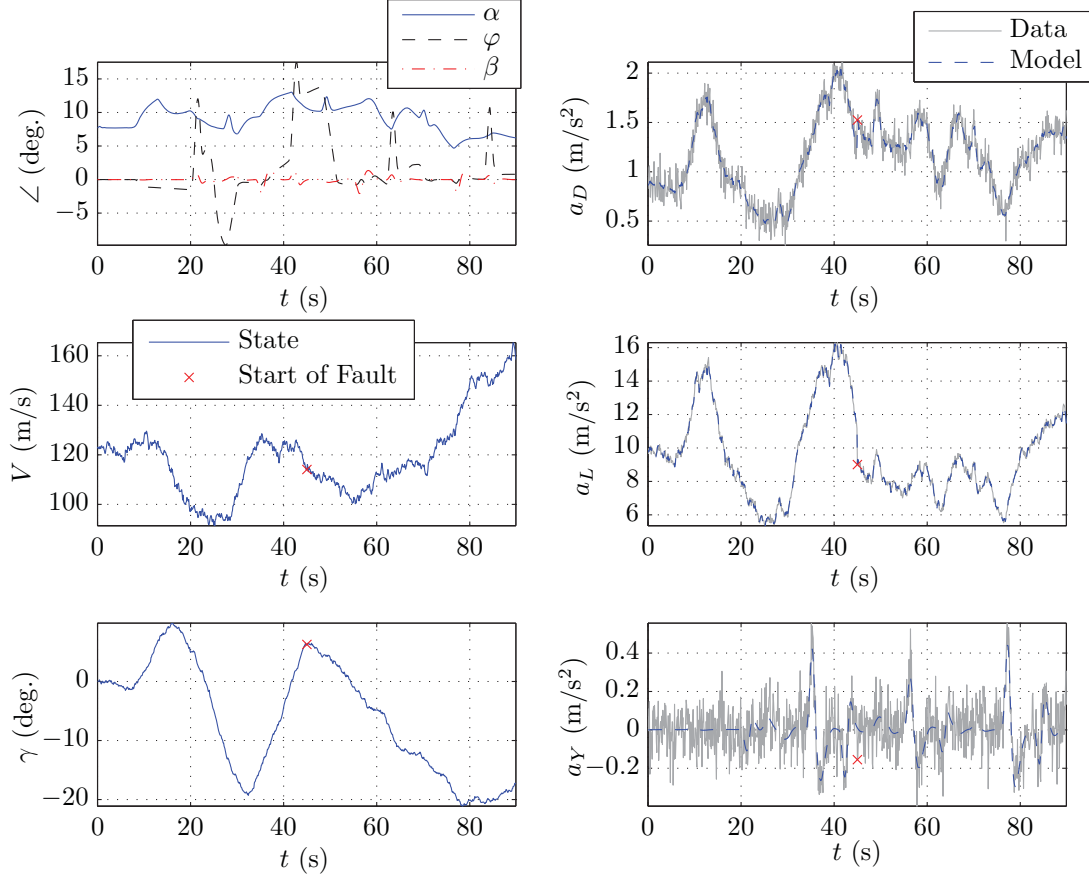 α
φ
β
15
10
5
0
−5
∠ (deg.)
0 20 40 60 80
t (s)
Data
Model
2
1.5
1
0.5
a_D (m/s²)
0 20 40 60 80
t (s)
State
Start of Fault
160
140
120
100
V (m/s)
0 20 40 60 80
t (s)
16
14
12
10
8
6
a_L (m/s²)
0 20 40 60 80
t (s)
0
−10
−20
γ (deg.)
0 20 40 60 80
t (s)
0.4
0.2
0
−0.2
a_Y (m/s²)
0 20 40 60 80
t (s)